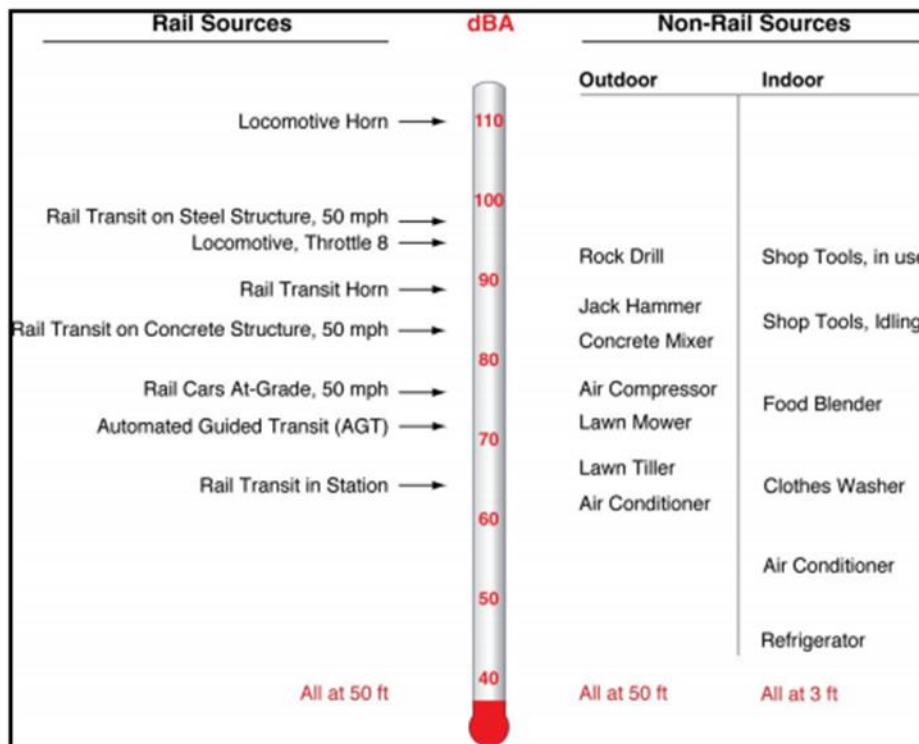 Rail Sources
dBA
Non-Rail Sources
Outdoor
Indoor
Locomotive Horn
110
Rail Transit on Steel Structure, 50 mph
100
Locomotive, Throttle 8
Rock Drill
Shop Tools, in use
90
Rail Transit Horn
Jack Hammer
Rail Transit on Concrete Structure, 50 mph
Shop Tools, Idling
Concrete Mixer
80
Rail Cars At-Grade, 50 mph
Air Compressor
Food Blender
Automated Guided Transit (AGT)
Lawn Mower
70
Lawn Tiller
Rail Transit in Station
Clothes Washer
Air Conditioner
60
Air Conditioner
50
Refrigerator
40
All at 50 ft
All at 50 ft
All at 3 ft